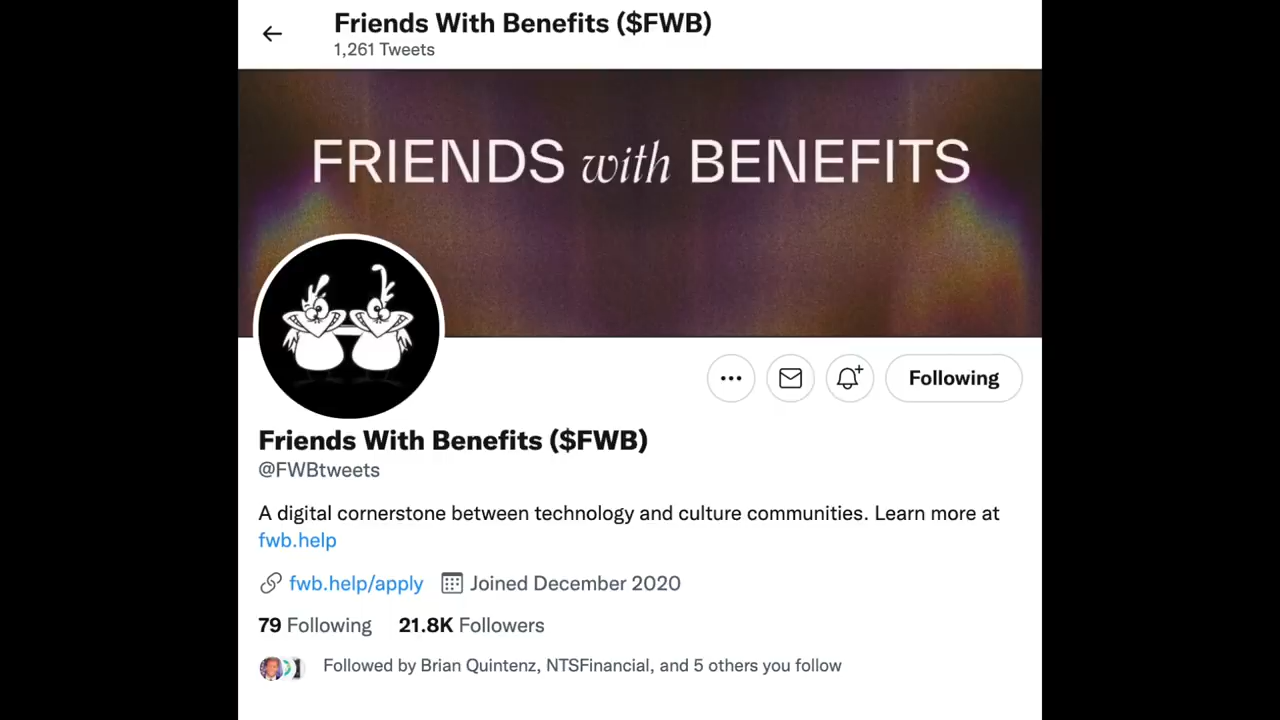 Friends With Benefits ($FWB)
1,261 Tweets
FRIENDS with BENEFITS
Following
Friends With Benefits ($FWB)
@FWBtweets
A digital cornerstone between technology and culture communities. Learn more at
fwb.help
fwb.help/apply Joined December 2020
79 Following 21.8K Followers
Followed by Brian Quintenz, NTSFinancial, and 5 others you follow